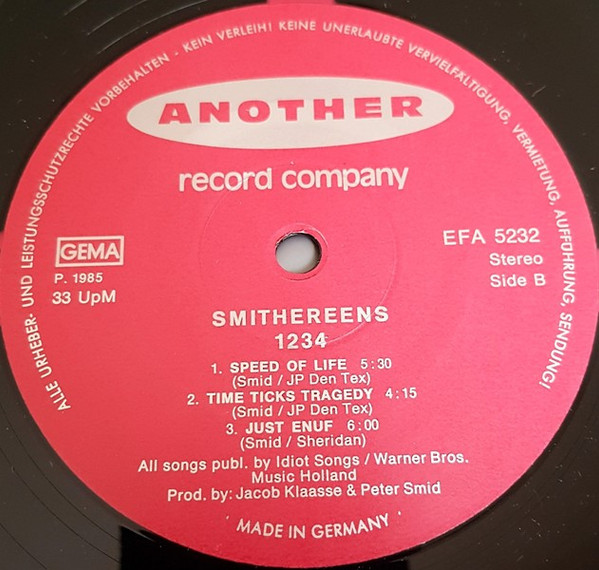 ALLE URHEBER- UND LEISTUNGSSCHUTZRECHTE VORBEHALTEN - KEIN VERLEIH! KEINE UNERLAUBTE VERVIELFÄLTIGUNG, VERMIETUNG, AUFFÜHRUNG, SENDUNG!
ANOTHER
record company
GEMA
P. 1985
33 UpM
EFA 5232
Stereo
Side B
SMITHEREENS
1234
1. SPEED OF LIFE 5:30
(Smid / JP Den Tex)
2. TIME TICKS TRAGEDY 4:15
(Smid / JP Den Tex)
3. JUST ENUF 6:00
(Smid / Sheridan)
All songs publ. by Idiot Songs / Warner Bros.
Music Holland
Prod. by: Jacob Klaasse & Peter Smid
' MADE IN GERMANY '